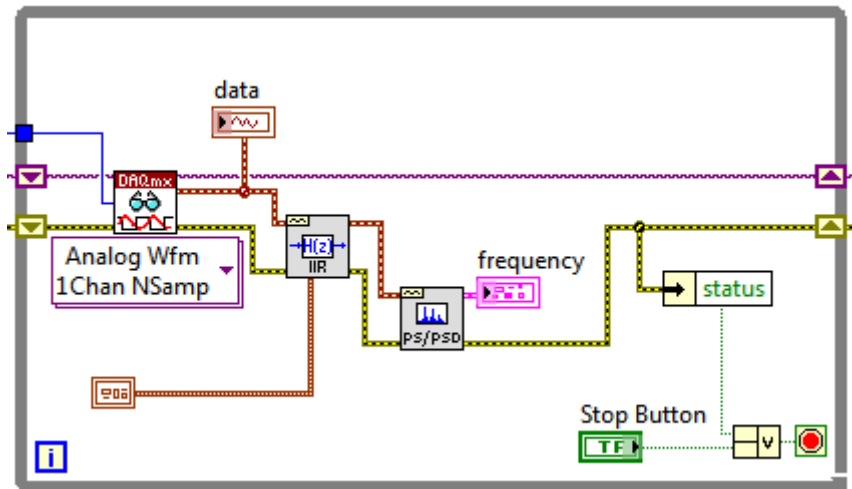 data
DAQmx
Analog Wfm
1Chan NSamp
H(z)
IIR
frequency
PS/PSD
status
Stop Button
TF
V
i